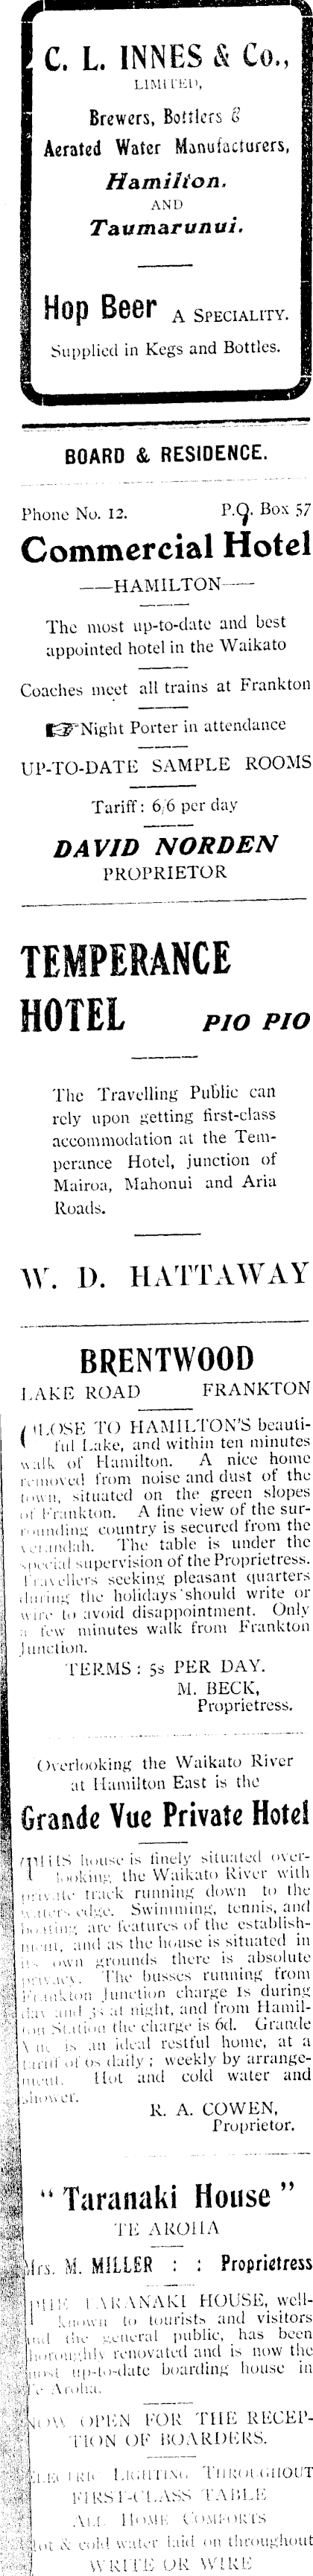 C. L. INNES & Co.,
LIMITED,
Brewers, Bottlers &
Aerated Water Manufacturers,
Hamilton.
AND
Taumarunui.
Hop Beer A SPECIALITY.
Supplied in Kegs and Bottles.
BOARD & RESIDENCE.
Phone No. 12. P.O. Box 57
Commercial Hotel
HAMILTON
The most up-to-date and best
appointed hotel in the Waikato
Coaches meet all trains at Frankton
☞Night Porter in attendance
UP-TO-DATE SAMPLE ROOMS
Tariff: 6/6 per day
DAVID NORDEN
PROPRIETOR
TEMPERANCE
HOTEL PIO PIO
The Travelling Public can
rely upon getting first-class
accommodation at the Tem-
perance Hotel, junction of
Mairoa, Mahonui and Aria
Roads.
W. D. HATTAWAY
BRENTWOOD
LAKE ROAD FRANKTON
CLOSE TO HAMILTON'S beauti-
ful Lake, and within ten minutes
walk of Hamilton. A nice home
removed from noise and dust of the
town, situated on the green slopes
of Frankton. A fine view of the sur-
rounding country is secured from the
verandah. The table is under the
special supervision of the Proprietress.
Travellers seeking pleasant quarters
during the holidays should write or
wire to avoid disappointment. Only
a few minutes walk from Frankton
Junction.
TERMS: 5s PER DAY.
M. BECK,
Proprietress.
Overlooking the Waikato River
at Hamilton East is the
Grande Vue Private Hotel
THIS house is finely situated over-
looking the Waikato River with
private track running down to the
waters edge. Swimming, tennis, and
boating are features of the establish-
ment, and as the house is situated in
its own grounds there is absolute
privacy. The busses running from
Frankton Junction charge 1s during
day and 3s at night, and from Hamil-
ton Station the charge is 6d. Grande
Vue is an ideal restful home, at a
tariff of daily; weekly by arrange-
ment. Hot and cold water and
shower.
R. A. COWEN,
Proprietor.
"Taranaki House"
TE AROHA
Mrs. M. MILLER : : Proprietress
THE TARANAKI HOUSE, well-
known to tourists and visitors
and the general public, has been
thoroughly renovated and is now the
most up-to-date boarding house in
Te Aroha.
NOW OPEN FOR THE RECEP-
TION OF BOARDERS.
ELECTRIC LIGHTING THROUGHOUT
FIRST-CLASS TABLE
ALL HOME COMFORTS
Hot & cold water laid on throughout
WRITE OR WIRE